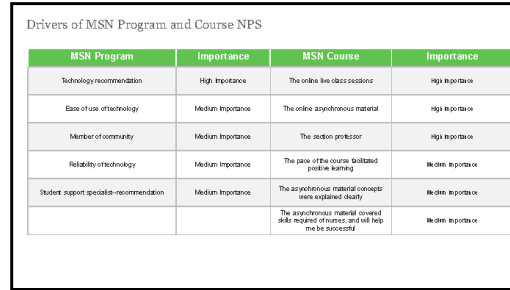 Drivers of MSN Program and Course NPS
MSN Program Importance MSN Course Importance
Technology recommendation High Importance The online live class sessions High Importance
Ease of use of technology Medium Importance The online asynchronous material High Importance
Member of community Medium Importance The section professor High Importance
Reliability of technology Medium Importance The pace of the course facilitated
positive learning Medium Importance
Student support specialist–recommendation Medium Importance The asynchronous material concepts
were explained clearly Medium Importance
The asynchronous material covered
skills required of nurses, and will help
me be successful Medium Importance